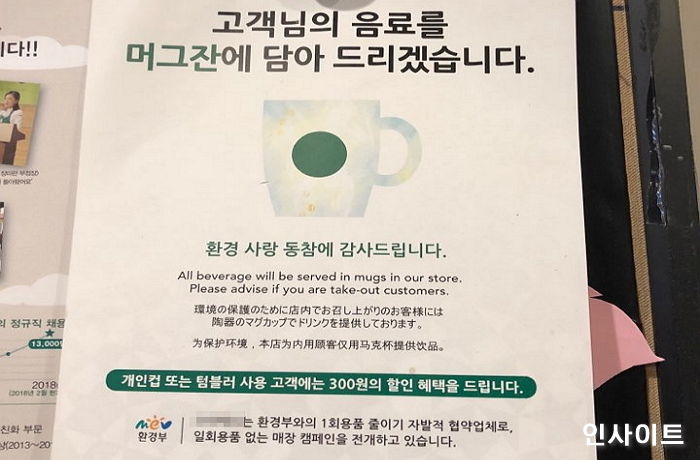 고객님의 음료를
머그잔에 담아 드리겠습니다.
환경 사랑 동참에 감사드립니다.
All beverage will be served in mugs in our store.
Please advise if you are take-out customers.
環境の保護のために店内でお召し上がりのお客様には
陶器のマグカップでドリンクを提供しております。
为保护环境，本店为内用顾客仅用马克杯提供饮品。
개인컵 또는 텀블러 사용 고객에는 300원의 할인 혜택을 드립니다.
mev
환경부
는 환경부와의 1회용품 줄이기 자발적 협약업체로,
일회용품 없는 매장 캠페인을 전개하고 있습니다.
니다!!
의 정규직 채용
13,000명
2018년
친화 부문
상(2013~20
인사이트